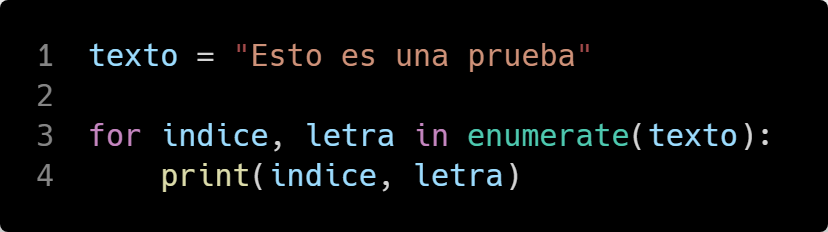 1 texto = "Esto es una prueba"
2
3 for indice, letra in enumerate(texto):
4     print(indice, letra)